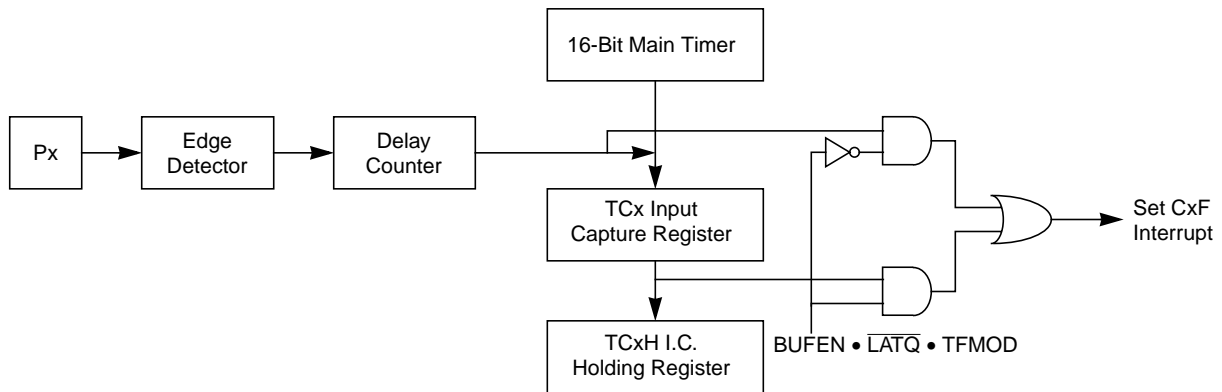 16-Bit Main Timer
Px
Edge
Detector
Delay
Counter
TCx Input
Capture Register
Set CxF
Interrupt
TCxH I.C.
Holding Register
BUFEN • L̅A̅T̅Q̅ • TFMOD